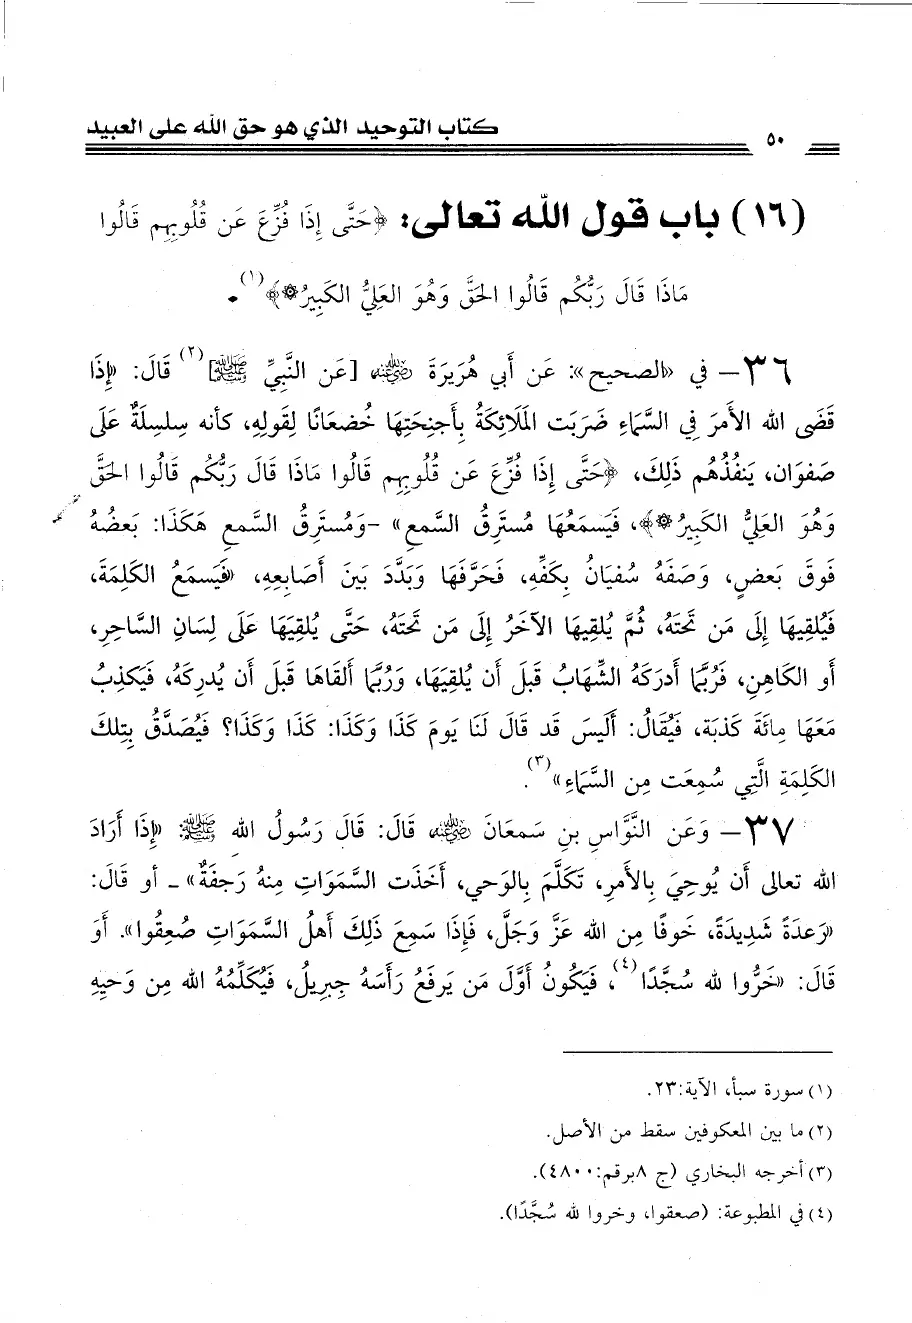 ٥٠
كتاب التوحيد الذي هو حق الله على العبيد
(١٦) باب قول الله تعالى: ﴿حَتَّى إِذَا فُزِّعَ عَن قُلُوبِهِم قَالُوا
مَاذَا قَالَ رَبُّكُم قَالُوا الحَقَّ وَهُوَ العَلِيُّ الكَبِيرُ۞﴾(١).
٣٦- في «الصحيح»: عَن أَبي هُرَيرَةَ رضي الله عنه [عَن النَّبِيِّ ﷺ](٢) قَالَ: «إِذَا
قَضَى الله الأَمرَ فِي السَّمَاءِ ضَرَبَت المَلَائِكَةُ بِأَجنِحَتِهَا خُضعَانًا لِقَولِهِ، كَأنه سِلسِلَةٌ عَلَى
صَفوَان، يَنفُذُهُم ذَلِكَ، ﴿حَتَّى إِذَا فُزِّعَ عَن قُلُوبِهِم قَالُوا مَاذَا قَالَ رَبُّكُم قَالُوا الحَقَّ
وَهُوَ العَلِيُّ الكَبِيرُ۞﴾، فَيَسمَعُهَا مُستَرِقُ السَّمعِ» -وَمُستَرِقُ السَّمعِ هَكَذَا: بَعضُهُ
فَوقَ بَعضٍ، وَصَفَهُ سُفيَانُ بِكَفِّهِ، فَحَرَّفَهَا وَبَدَّدَ بَينَ أَصَابِعِهِ، «فَيَسمَعُ الكَلِمَةَ،
فَيُلقِيهَا إِلَى مَن تَحتَهُ، ثُمَّ يُلقِيهَا الآخَرُ إِلَى مَن تَحتَهُ، حَتَّى يُلقِيَهَا عَلَى لِسَانِ السَّاحِرِ،
أَو الكَاهِنِ، فَرُبَّمَا أَدرَكَهُ الشِّهَابُ قَبلَ أَن يُلقِيَهَا، وَرُبَّمَا أَلقَاهَا قَبلَ أَن يُدرِكَهُ، فَيَكذِبُ
مَعَهَا مِائَةَ كَذبَة، فَيُقَالُ: أَلَيسَ قَد قَالَ لَنَا يَومَ كَذَا وَكَذَا: كَذَا وَكَذَا؟ فَيُصَدَّقُ بِتِلكَ
الكَلِمَةِ الَّتِي سُمِعَت مِن السَّمَاءِ»(٣).
٣٧- وَعَن النَّوَّاسِ بنِ سَمعَانَ رضي الله عنه قَالَ: قَالَ رَسُولُ الله ﷺ: «إِذَا أَرَادَ
الله تعالى أَن يُوحِيَ بِالأَمرِ، تَكَلَّمَ بِالوَحيِ، أَخَذَت السَّمَوَاتِ مِنهُ رَجفَةٌ» - أو قَالَ:
«رَعدَةٌ شَدِيدَةٌ، خَوفًا مِن الله عَزَّ وَجَلَّ، فَإِذَا سَمِعَ ذَلِكَ أَهلُ السَّمَوَاتِ صُعِقُوا». أَو
قَالَ: «خَرُّوا لله سُجَّدًا(٤)، فَيَكُونُ أَوَّلَ مَن يَرفَعُ رَأسَهُ جِبرِيلُ، فَيُكَلِّمُهُ الله مِن وَحيِهِ
(١) سورة سبأ، الآية:٢٣.
(٢) ما بين المعكوفين سقط من الأصل.
(٣) أخرجه البخاري (ج ٨برقم:٤٨٠٠).
(٤) في المطبوعة: (صعقوا، وخروا لله سُجَّدًا).